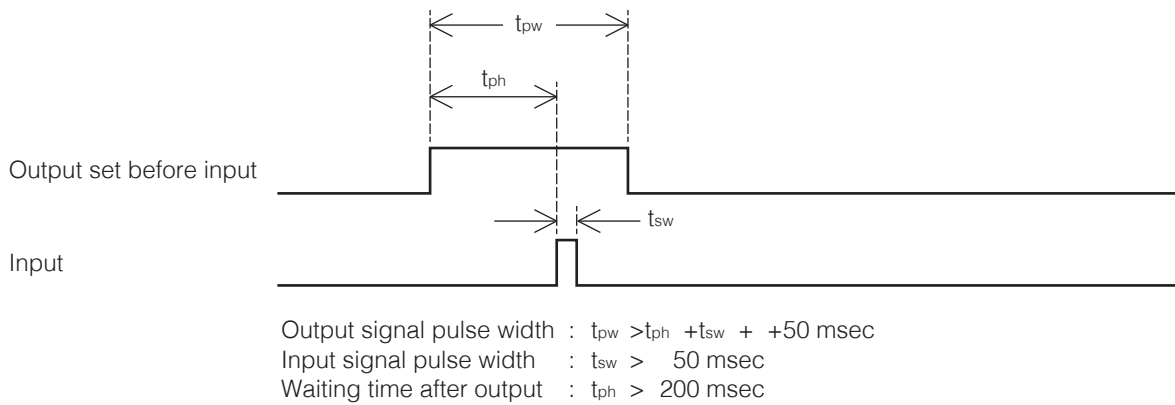 tpw
tph
Output set before input
tsw
Input
Output signal pulse width : tpw >tph +tsw + +50 msec
Input signal pulse width : tsw > 50 msec
Waiting time after output : tph > 200 msec